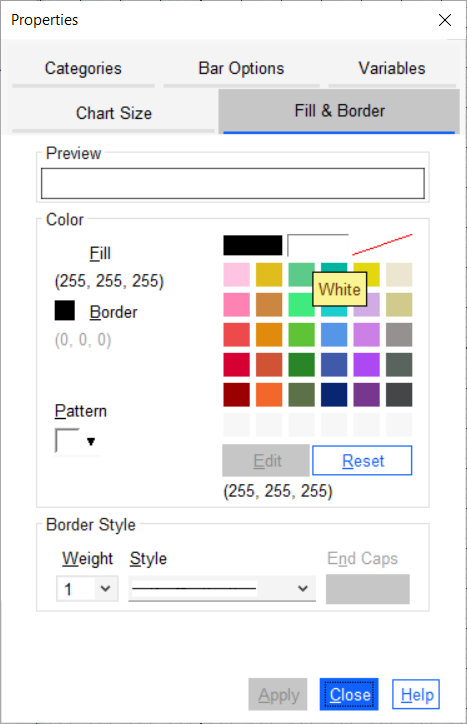 Properties
Categories Bar Options Variables
Chart Size Fill & Border
Preview
Color
Fill
(255, 255, 255)
White
Border
(0, 0, 0)
Pattern
Edit Reset
(255, 255, 255)
Border Style
Weight Style End Caps
1
Apply Close Help